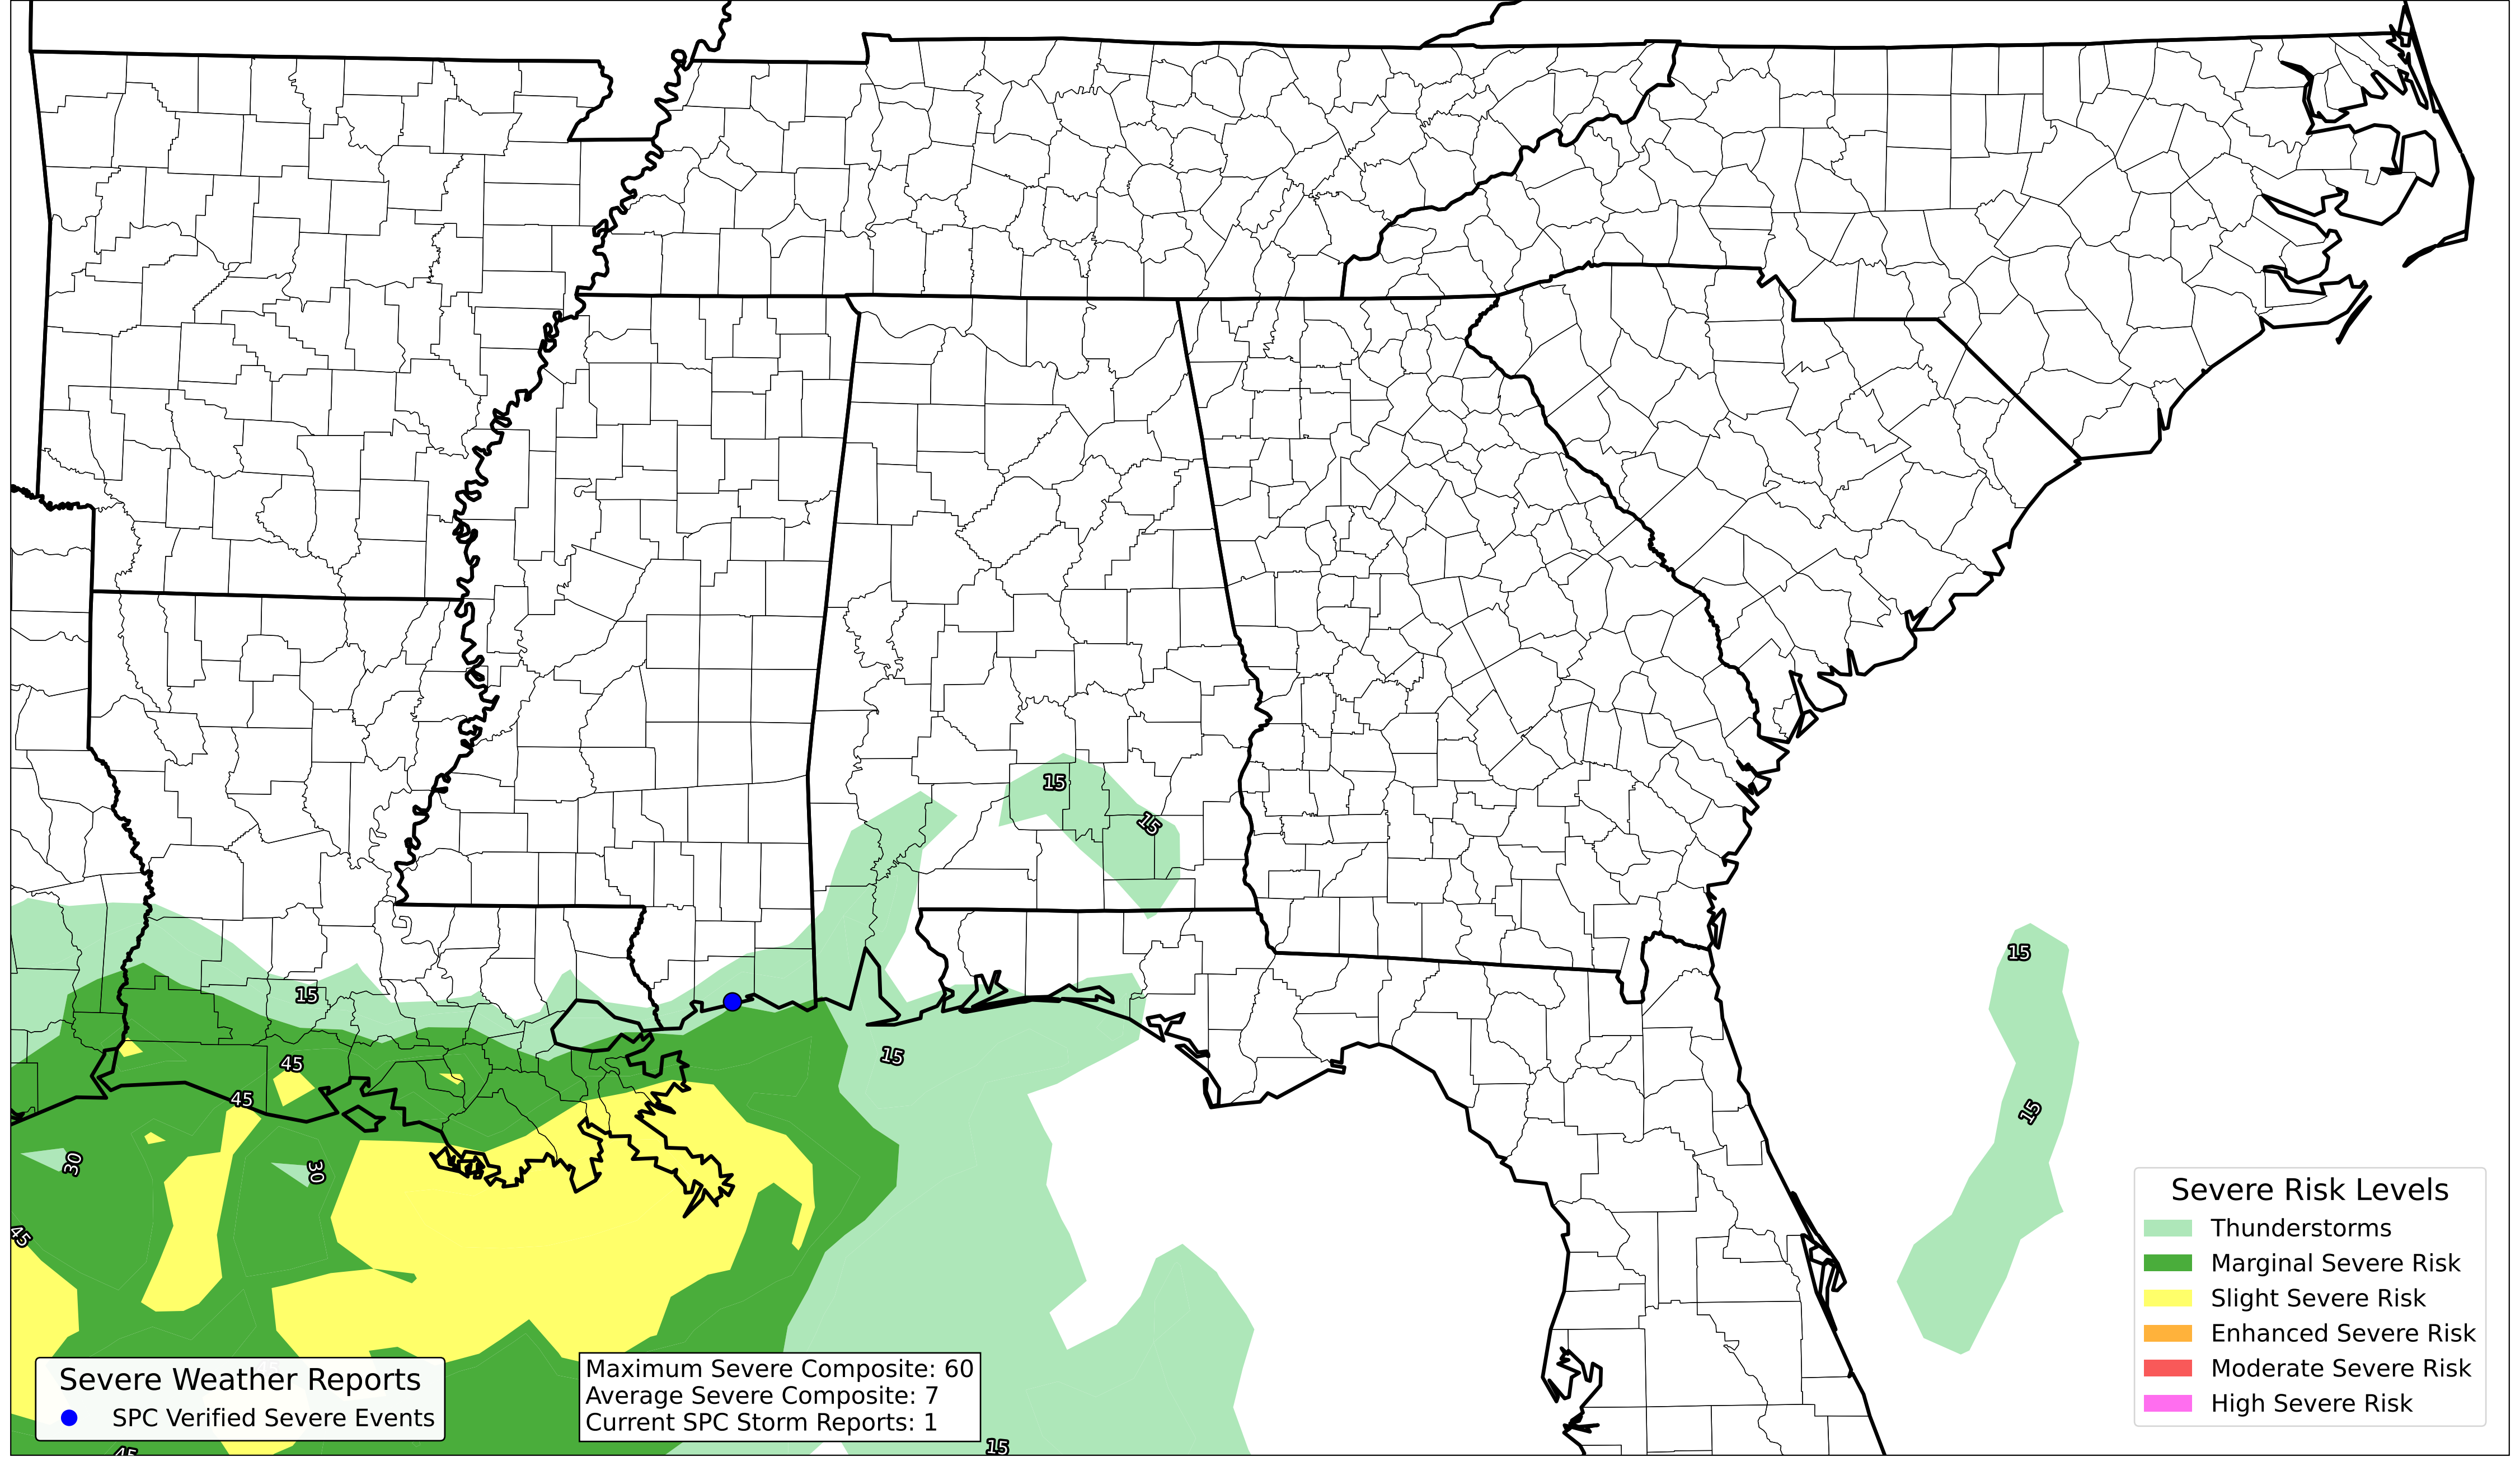 15
15
15
15
15
45
45
15
15
30
30
45
45
15
Severe Risk Levels
Thunderstorms
Marginal Severe Risk
Slight Severe Risk
Enhanced Severe Risk
Moderate Severe Risk
High Severe Risk
Severe Weather Reports
SPC Verified Severe Events
Maximum Severe Composite: 60
Average Severe Composite: 7
Current SPC Storm Reports: 1